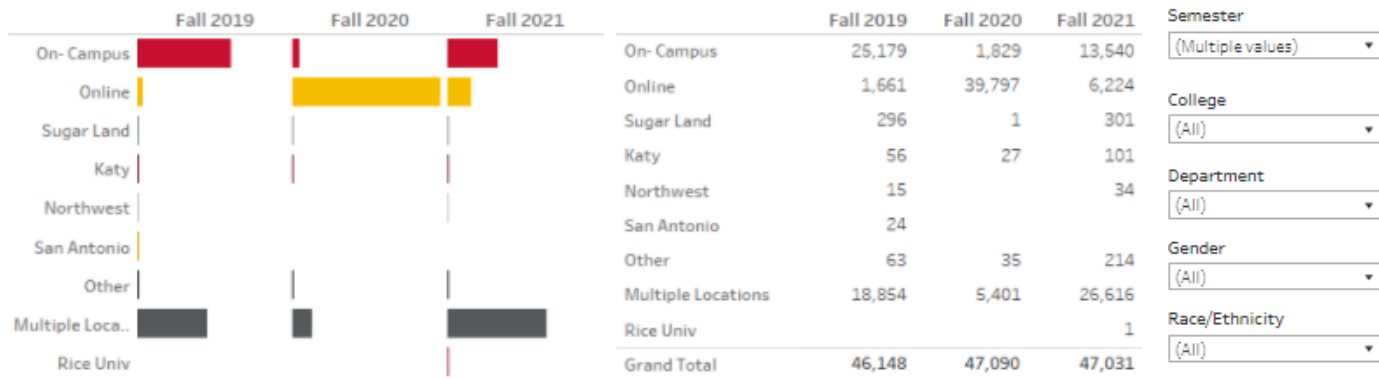 Fall 2019 Fall 2020 Fall 2021
On- Campus
Online
Sugar Land
Katy
Northwest
San Antonio
Other
Multiple Loca..
Rice Univ
Fall 2019 Fall 2020 Fall 2021
On- Campus 25,179 1,829 13,540
Online 1,661 39,797 6,224
Sugar Land 296 1 301
Katy 56 27 101
Northwest 15 34
San Antonio 24
Other 63 35 214
Multiple Locations 18,854 5,401 26,616
Rice Univ 1
Grand Total 46,148 47,090 47,031
Semester
(Multiple values)
College
(All)
Department
(All)
Gender
(All)
Race/Ethnicity
(All)